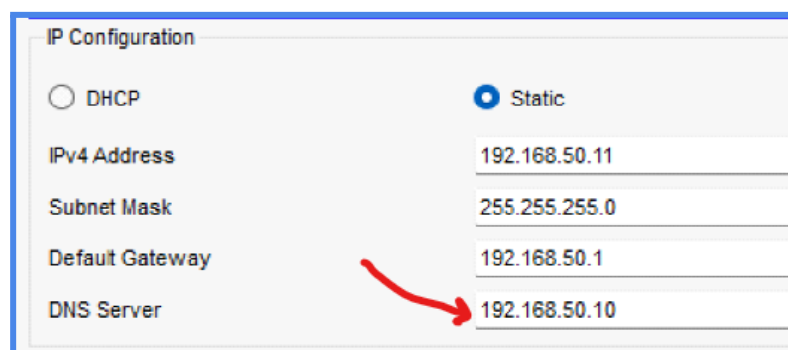 IP Configuration
DHCP Static
IPv4 Address 192.168.50.11
Subnet Mask 255.255.255.0
Default Gateway 192.168.50.1
DNS Server 192.168.50.10